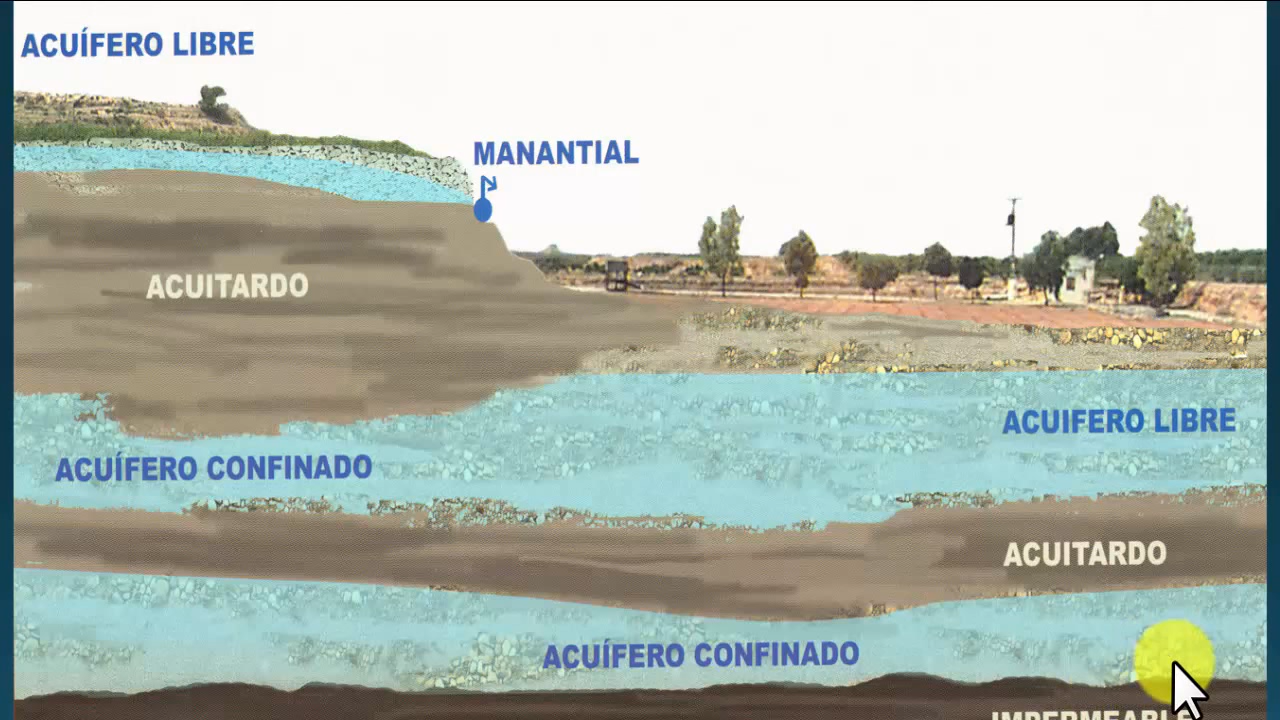 ACUÍFERO LIBRE
MANANTIAL
ACUITARDO
ACUIFERO LIBRE
ACUÍFERO CONFINADO
ACUITARDO
ACUÍFERO CONFINADO